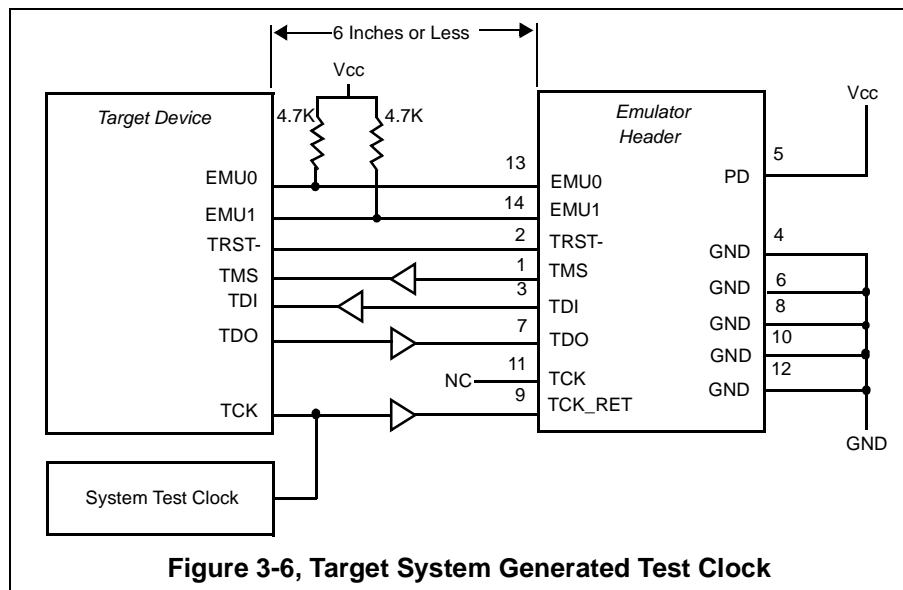 6 Inches or Less
Vcc
Target Device
4.7K
4.7K
Emulator
Header
Vcc
EMU0
13
EMU0
5
PD
EMU1
14
EMU1
TRST-
2
TRST-
4
GND
TMS
1
TMS
6
GND
TDI
3
TDI
8
GND
TDO
7
TDO
10
GND
NC
11
TCK
12
GND
TCK
9
TCK_RET
GND
System Test Clock
Figure 3-6, Target System Generated Test Clock